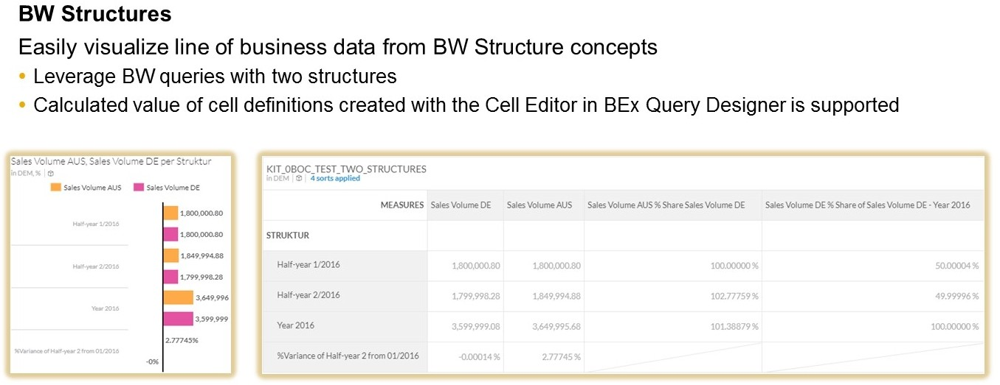 BW Structures
Easily visualize line of business data from BW Structure concepts
• Leverage BW queries with two structures
• Calculated value of cell definitions created with the Cell Editor in BEx Query Designer is supported
Sales Volume AUS, Sales Volume DE per Struktur
in DEM, %
Sales Volume AUS Sales Volume DE
Half-year 1/2016
1,800,000.80
1,800,000.80
Half-year 2/2016
1,849,994.88
1,799,998.28
Year 2016
3,649,996
3,599,999
%Variance of Half-year 2 from 01/2016
2.77745%
-0%
KIT_0BOC_TEST_TWO_STRUCTURES
in DEM 4 sorts applied
MEASURES Sales Volume DE Sales Volume AUS Sales Volume AUS % Share Sales Volume DE Sales Volume DE % Share of Sales Volume DE - Year 2016
STRUKTUR
Half-year 1/2016 1,800,000.80 1,800,000.80 100.00000 % 50.00004 %
Half-year 2/2016 1,799,998.28 1,849,994.88 102.77759 % 49.99996 %
Year 2016 3,599,999.08 3,649,995.68 101.38879 % 100.00000 %
%Variance of Half-year 2 from 01/2016 -0.00014 % 2.77745 %